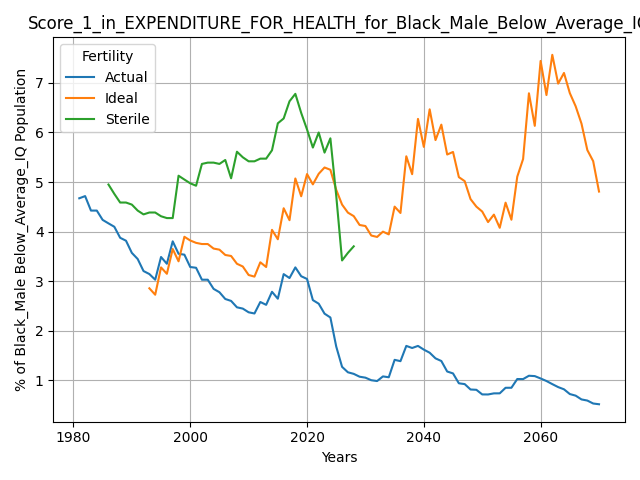 Score_1_in_EXPENDITURE_FOR_HEALTH_for_Black_Male_Below_Average_IQ
Fertility
Actual
Ideal
Sterile
% of Black_Male Below_Average_IQ Population
7
6
5
4
3
2
1
1980
2000
2020
2040
2060
Years